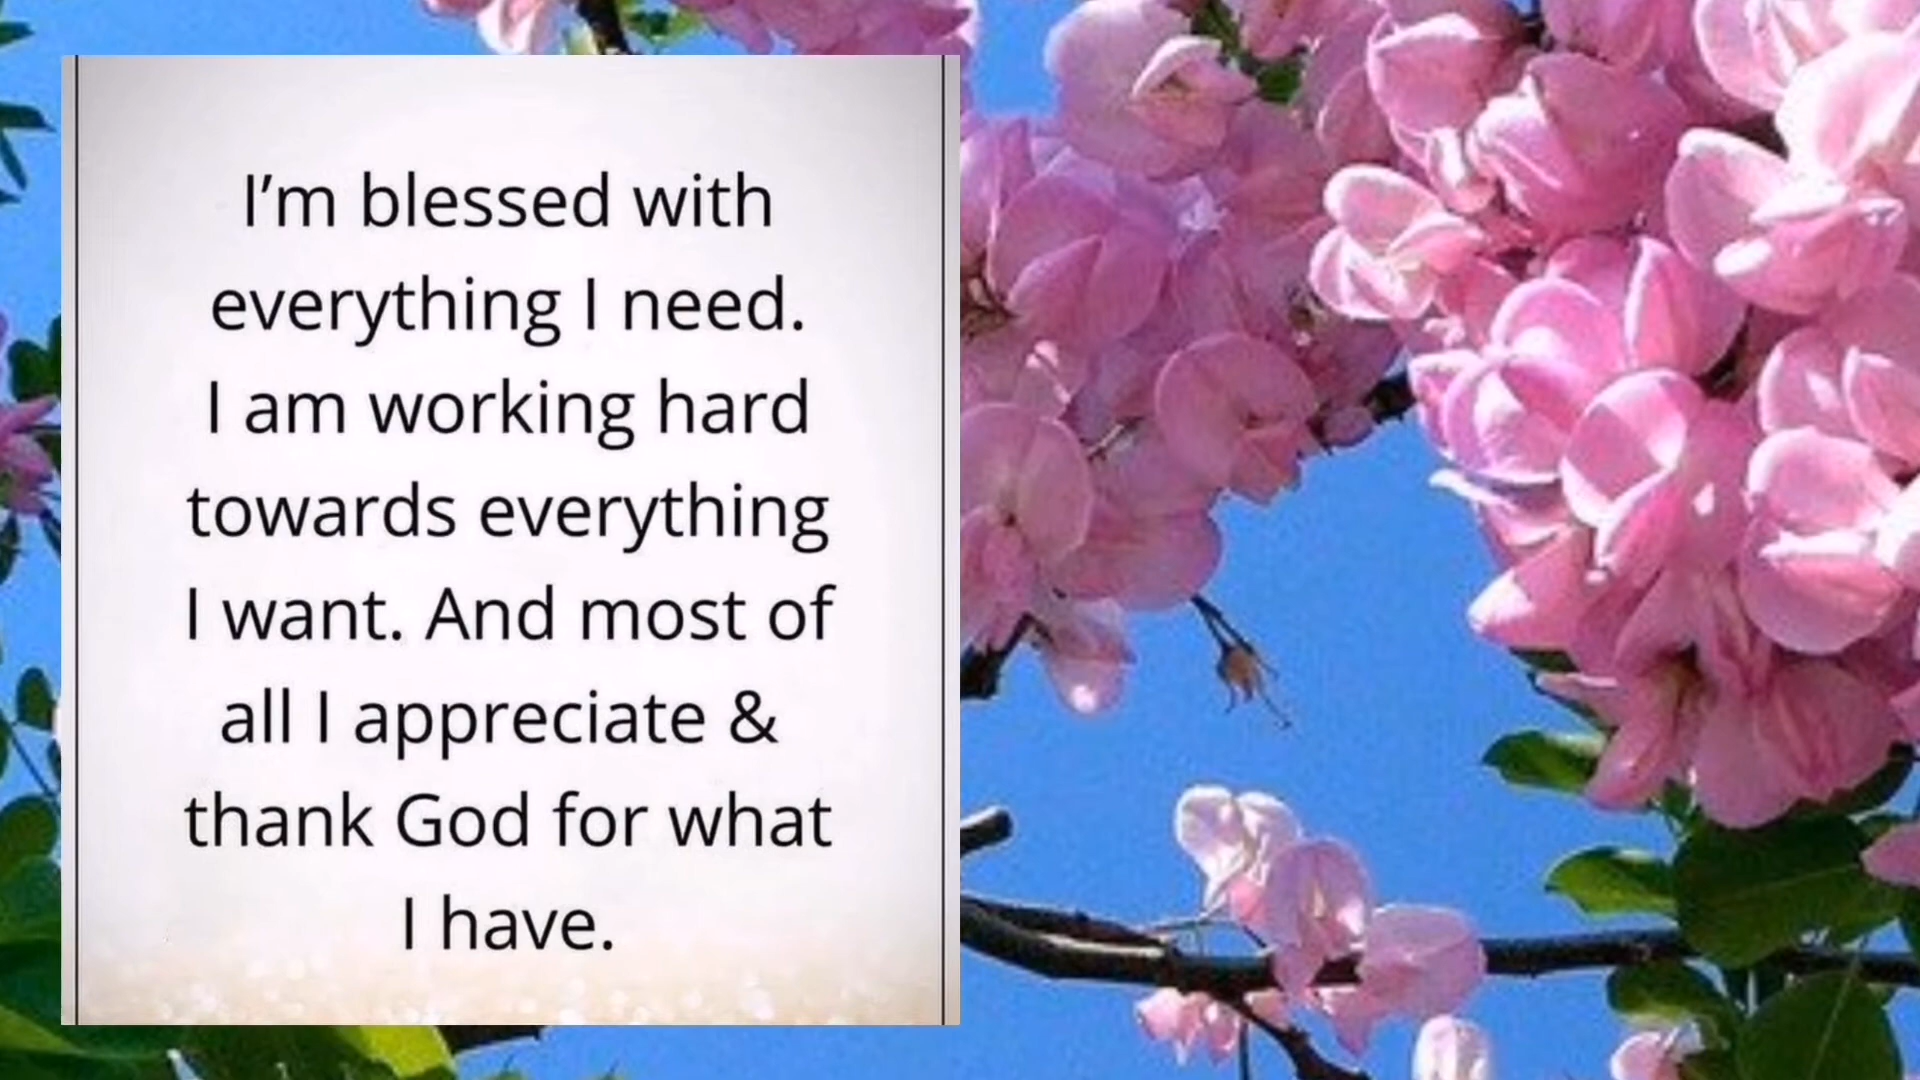 I’m blessed with
everything I need.
I am working hard
towards everything
I want. And most of
all I appreciate &
thank God for what
I have.